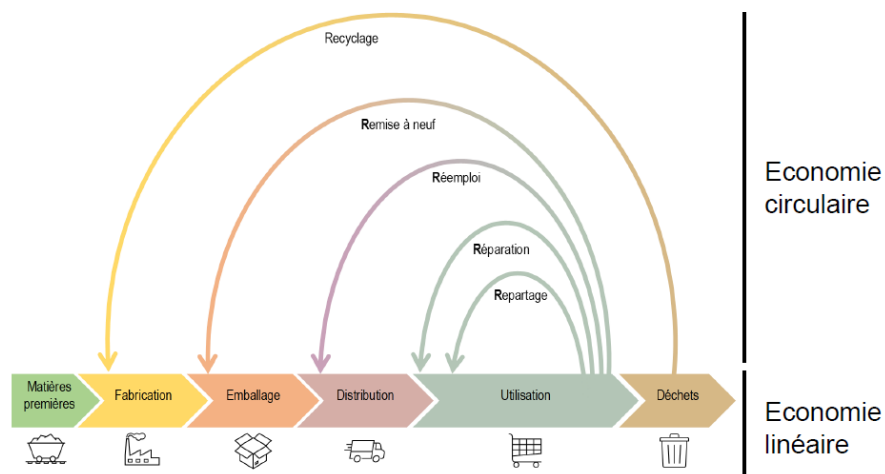 Recyclage
Remise à neuf
Réemploi
Réparation
Repartage
Economie
circulaire
Matières
premières
Fabrication
Emballage
Distribution
Utilisation
Déchets
Economie
linéaire